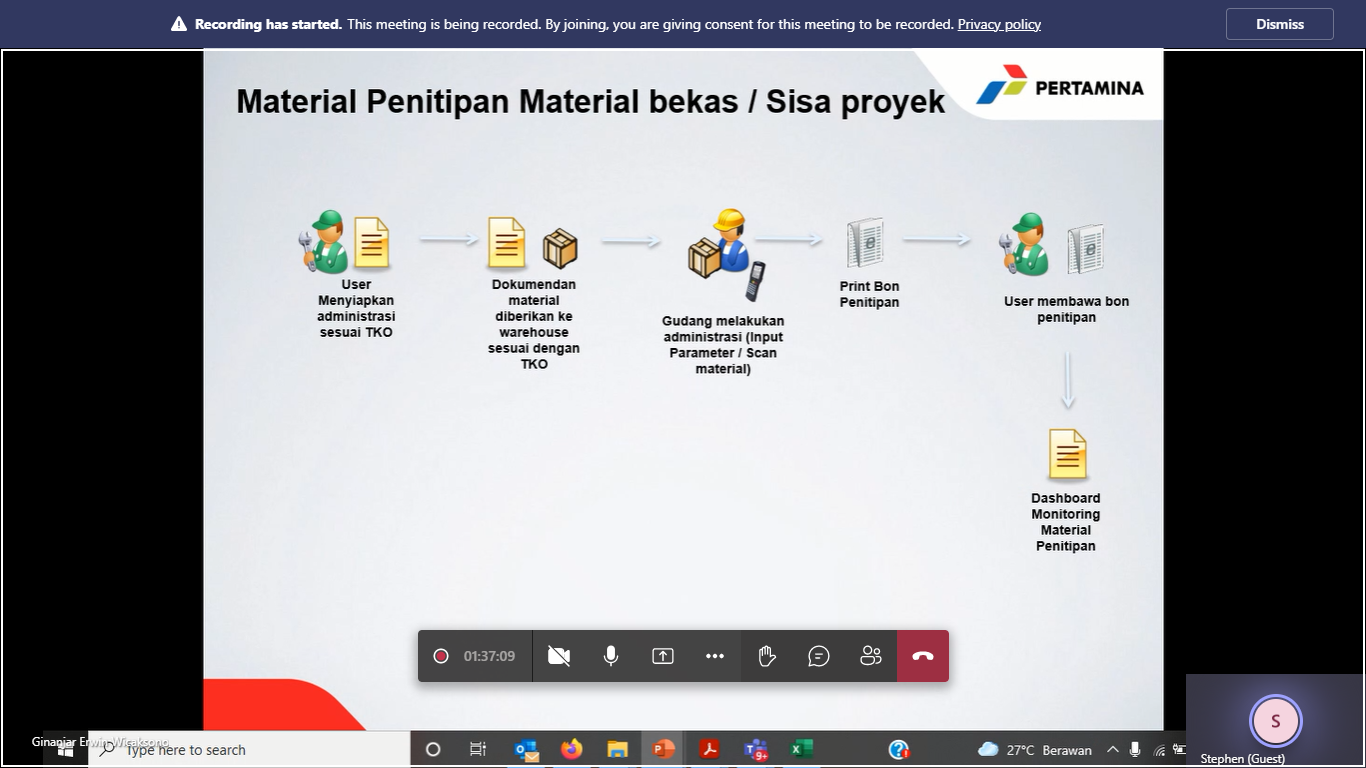 Recording has started. This meeting is being recorded. By joining, you are giving consent for this meeting to be recorded. Privacy policy
Dismiss
Material Penitipan Material bekas / Sisa proyek
PERTAMINA
User
Menyiapkan
administrasi
sesuai TKO
Dokumendan
material
diberikan ke
warehouse
sesuai dengan
TKO
Gudang melakukan
administrasi (Input
Parameter / Scan
material)
Print Bon
Penitipan
User membawa bon
penitipan
Dashboard
Monitoring
Material
Penitipan
01:37:09
S
Stephen (Guest)
Ginanjar Erwin Wicaksono
Type here to search
9+
27°C Berawan